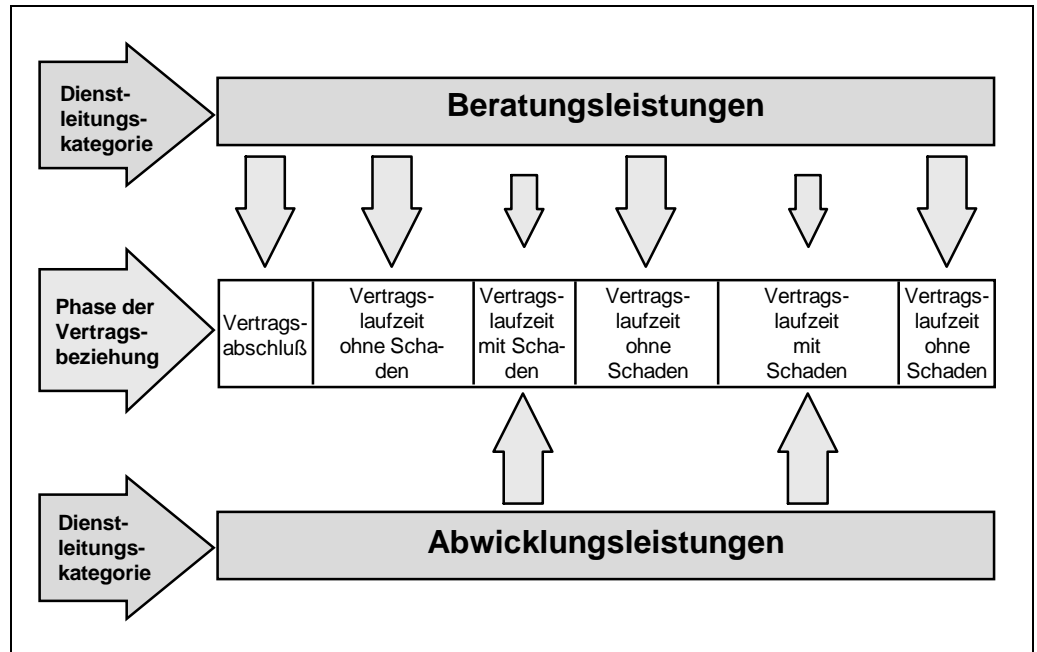 Dienst-
leitungs-
kategorie
Beratungsleistungen
Phase der
Vertrags-
beziehung
Vertrags-
abschluß
Vertrags-
laufzeit
ohne Scha-
den
Vertrags-
laufzeit
mit Scha-
den
Vertrags-
laufzeit
ohne
Schaden
Vertrags-
laufzeit
mit
Schaden
Vertrags-
laufzeit
ohne
Schaden
Dienst-
leitungs-
kategorie
Abwicklungsleistungen